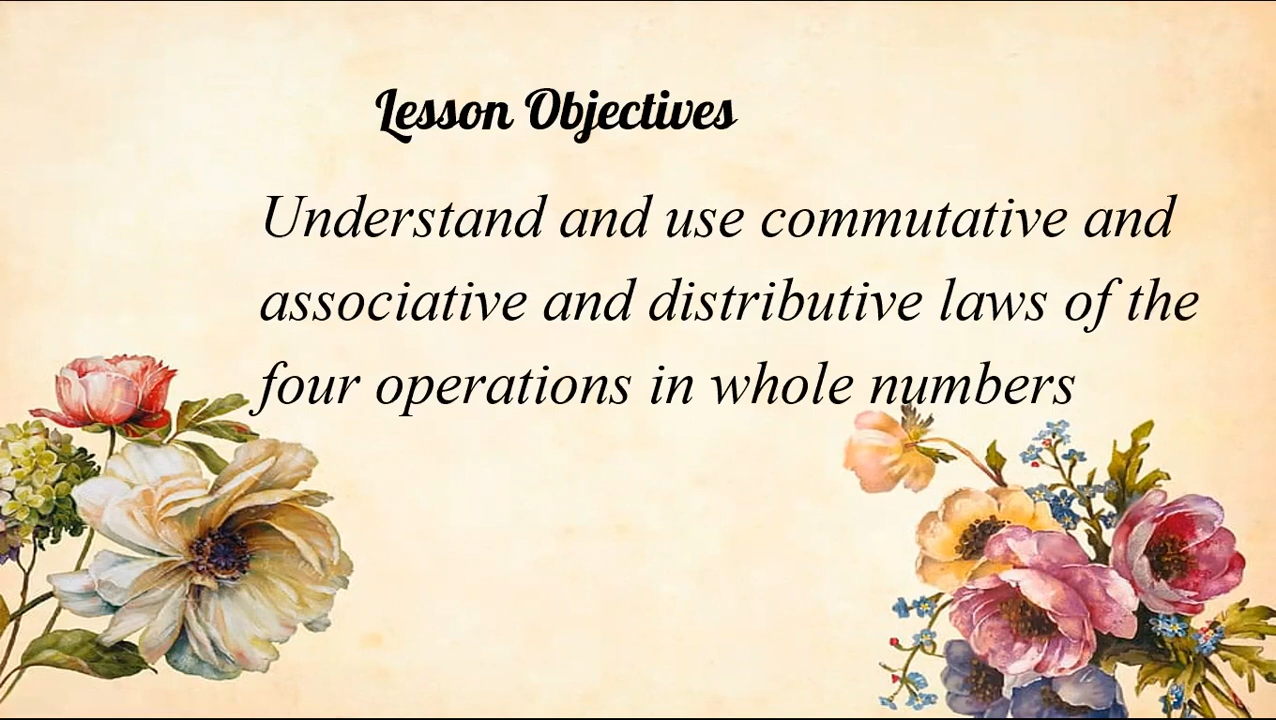 Lesson Objectives
Understand and use commutative and
associative and distributive laws of the
four operations in whole numbers